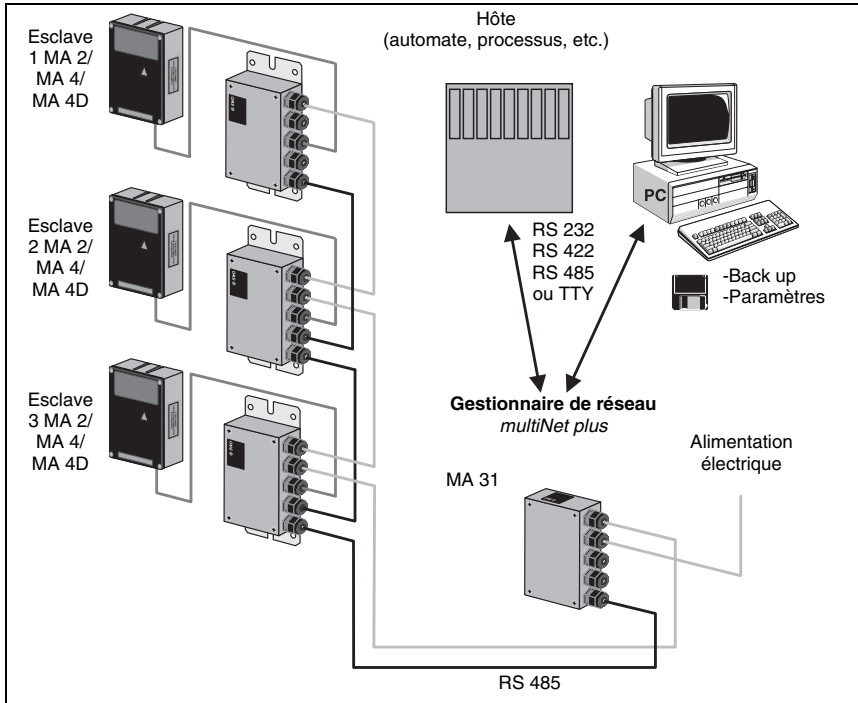 Hôte
(automate, processus, etc.)
Esclave
1 MA 2/
MA 4/
MA 4D
Esclave
2 MA 2/
MA 4/
MA 4D
Esclave
3 MA 2/
MA 4/
MA 4D
PC
RS 232
RS 422
RS 485
ou TTY
-Back up
-Paramètres
Gestionnaire de réseau
multiNet plus
Alimentation
électrique
MA 31
RS 485